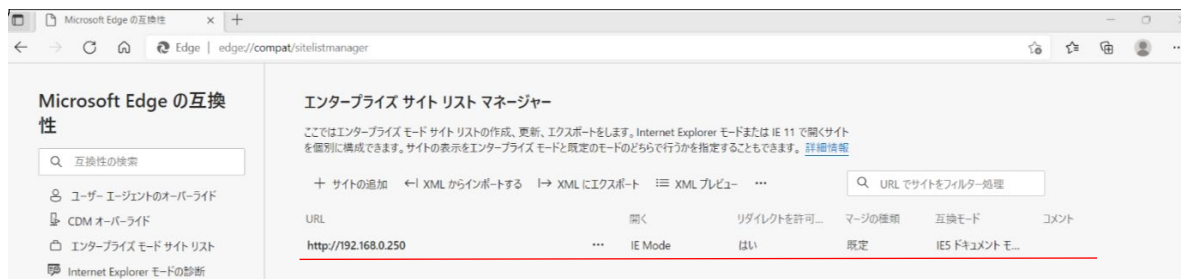 Microsoft Edge の互換性
Edge | edge://compat/sitelistmanager
Microsoft Edge の互換
性
互換性の検索
ユーザー エージェントのオーバーライド
CDM オーバーライド
エンタープライズ モード サイト リスト
Internet Explorer モードの診断
エンタープライズ サイト リスト マネージャー
ここではエンタープライズ モード サイト リストの作成、更新、エクスポートをします。Internet Explorer モードまたは IE 11 で開くサイト
を個別に構成できます。サイトの表示をエンタープライズ モードと既定のモードのどちらで行うかを指定することもできます。 詳細情
報
サイトの追加 XML からインポートする XML にエクスポート XML プレビュー ... URL でサイトをフィルター処理
URL 開く リダイレクトを許可... マージの種類 互換モード コメント
http://192.168.0.250 ... IE Mode はい 既定 IE5 ドキュメント モ...